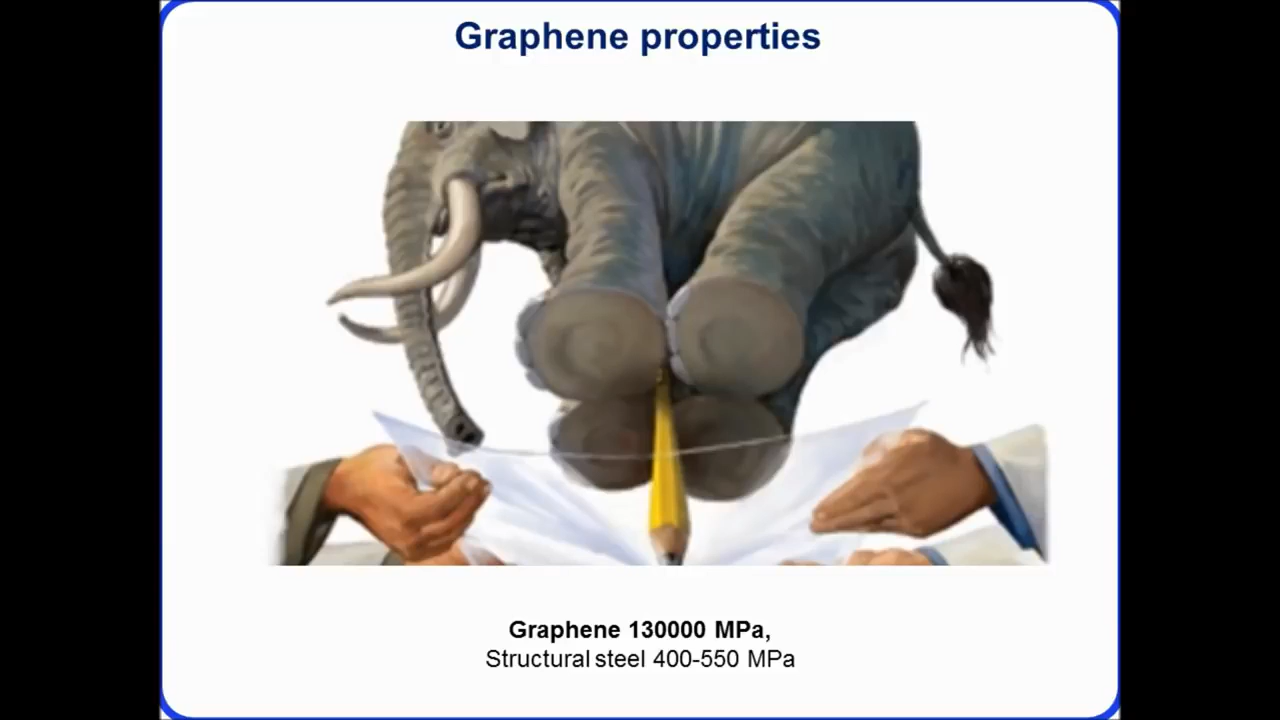 Graphene properties
Graphene 130000 MPa,
Structural steel 400-550 MPa